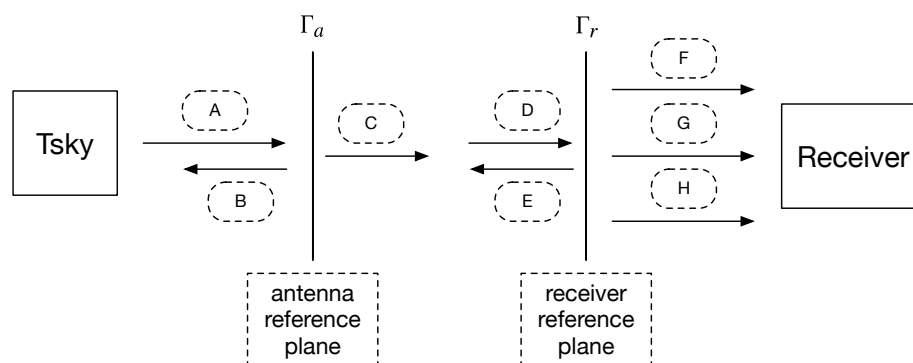 Γa
Γr
F
A
D
C
G
Tsky
Receiver
H
B
E
antenna
reference
plane
receiver
reference
plane